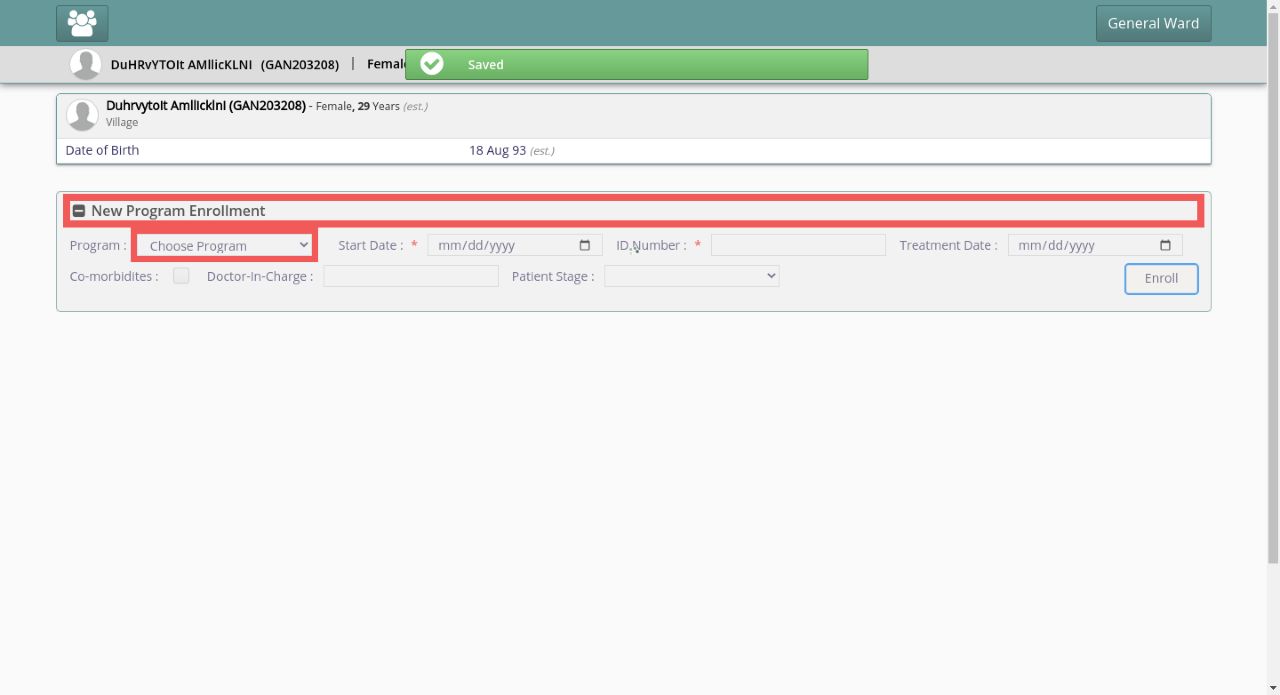 General Ward
DuHRvYTOIt AMIlicKLNI (GAN203208) | Female
Saved
Duhrvytoit Amliickini (GAN203208) - Female, 29 Years (est.)
Village
Date of Birth 18 Aug 93 (est.)
New Program Enrollment
Program : Choose Program Start Date : * mm/dd/yyyy ID Number : * Treatment Date : mm/dd/yyyy
Co-morbidites : Doctor-In-Charge : Patient Stage : Enroll